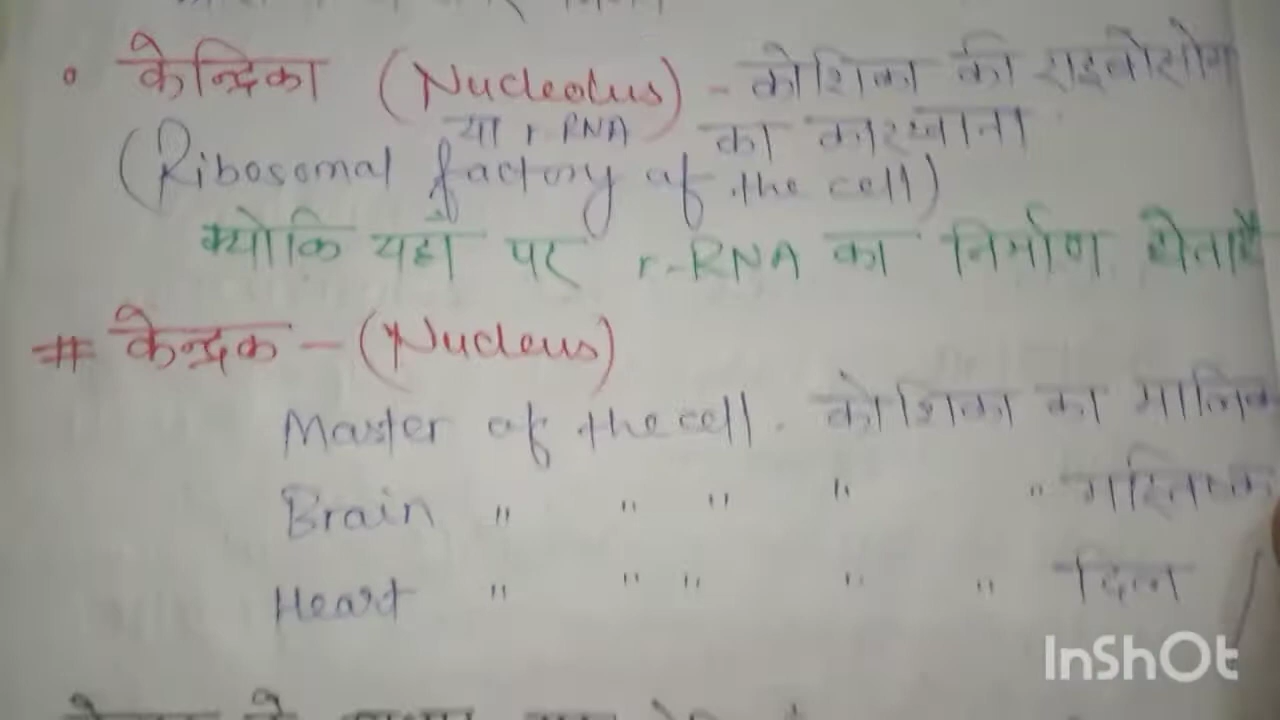 • केन्द्रिका (Nucleolus) - कोशिका की राइबोसोम
या r-RNA का कारखाना
(Ribosomal factory of the cell)
क्योकि यहाँ पर r-RNA का निर्माण होता है
# केन्द्रक - (Nucleus)
Master of the cell. कोशिका का मालिक
Brain " " " " " मस्तिष्क
Heart " " " " " दिल
InShOt